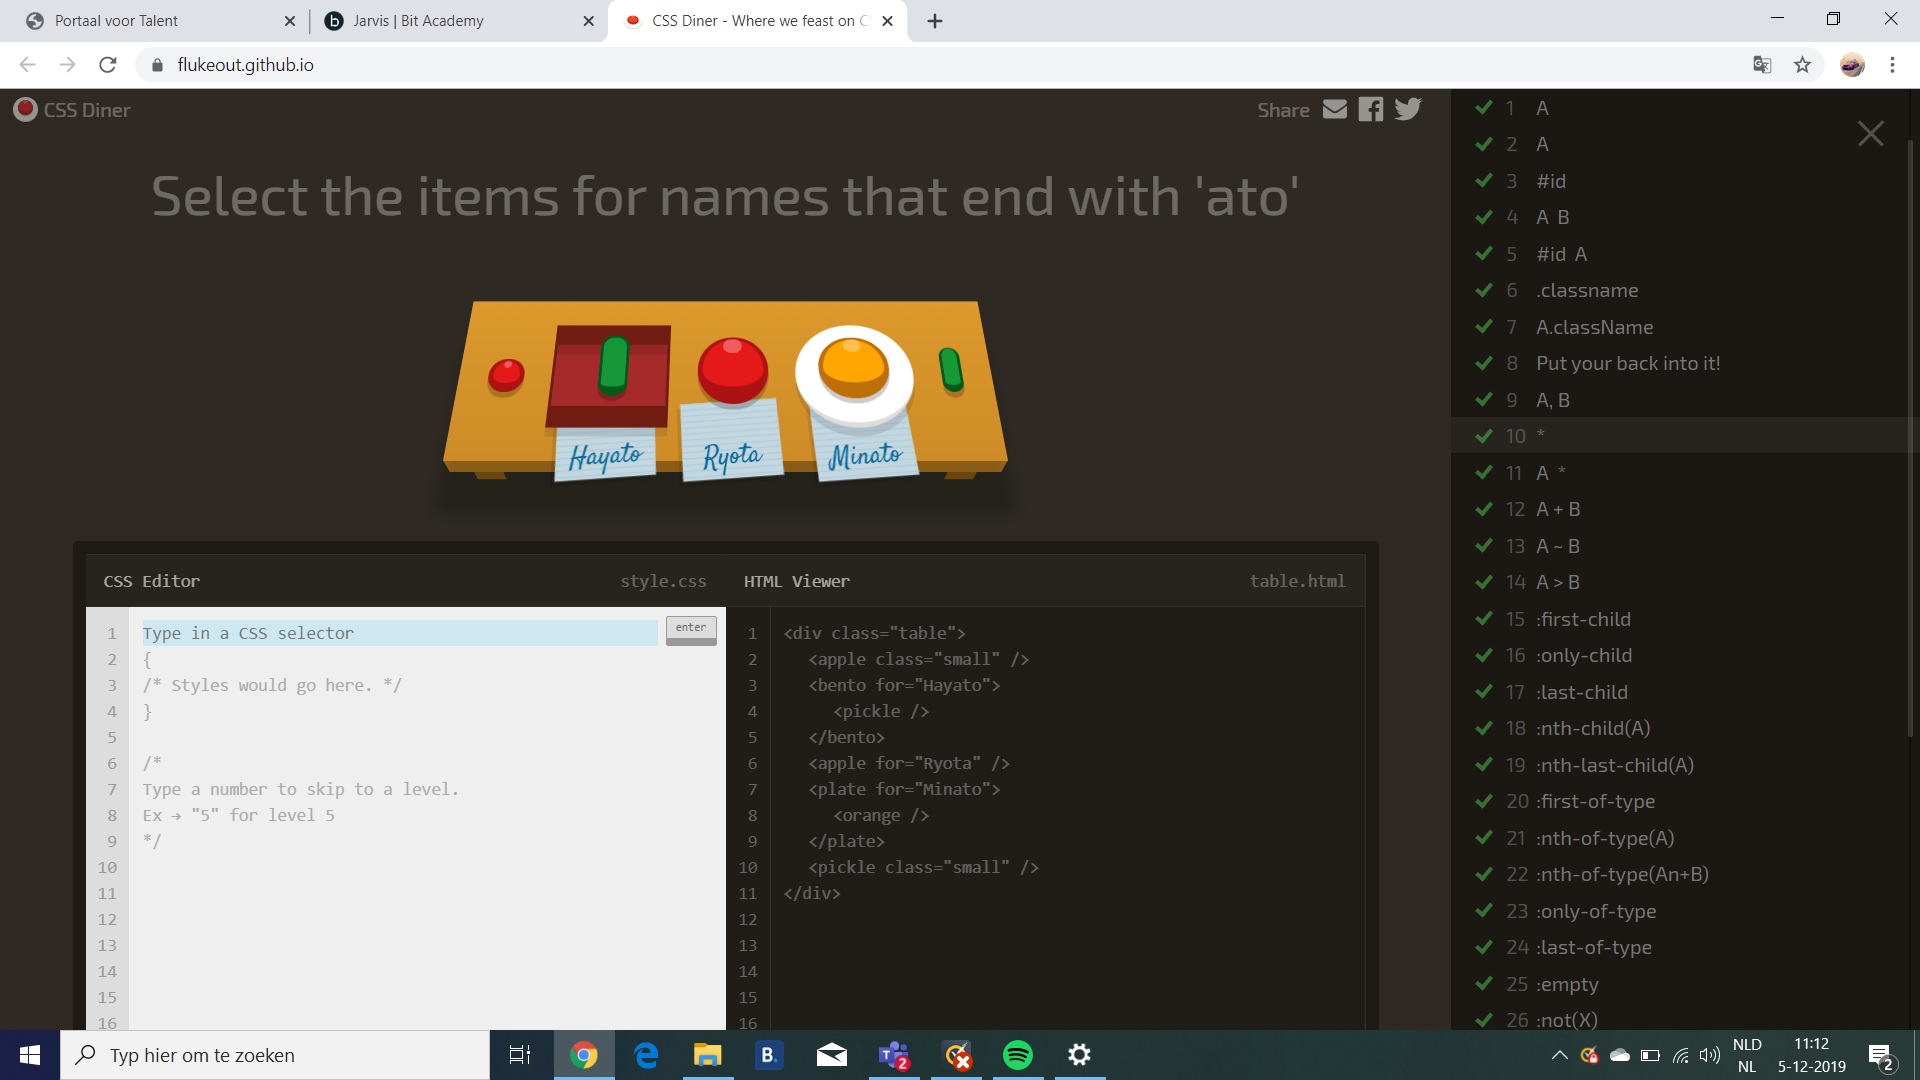 Portaal voor Talent
Jarvis | Bit Academy
CSS Diner - Where we feast on C
flukeout.github.io
CSS Diner
Share
Select the items for names that end with 'ato'
Hayato
Ryota
Minato
CSS Editor
style.css
1 Type in a CSS selector
enter
2 {
3 /* Styles would go here. */
4 }
5
6 /*
7 Type a number to skip to a level.
8 Ex → "5" for level 5
9 */
10
11
12
13
14
15
16
HTML Viewer
table.html
1 <div class="table">
2 <apple class="small" />
3 <bento for="Hayato">
4 <pickle />
5 </bento>
6 <apple for="Ryota" />
7 <plate for="Minato">
8 <orange />
9 </plate>
10 <pickle class="small" />
11 </div>
12
13
14
15
16
1 A
2 A
3 #id
4 A B
5 #id A
6 .classname
7 A.className
8 Put your back into it!
9 A, B
10 *
11 A *
12 A + B
13 A ~ B
14 A > B
15 :first-child
16 :only-child
17 :last-child
18 :nth-child(A)
19 :nth-last-child(A)
20 :first-of-type
21 :nth-of-type(A)
22 :nth-of-type(An+B)
23 :only-of-type
24 :last-of-type
25 :empty
26 :not(X)
Typ hier om te zoeken
B.
2
NLD
NL
11:12
5-12-2019
2